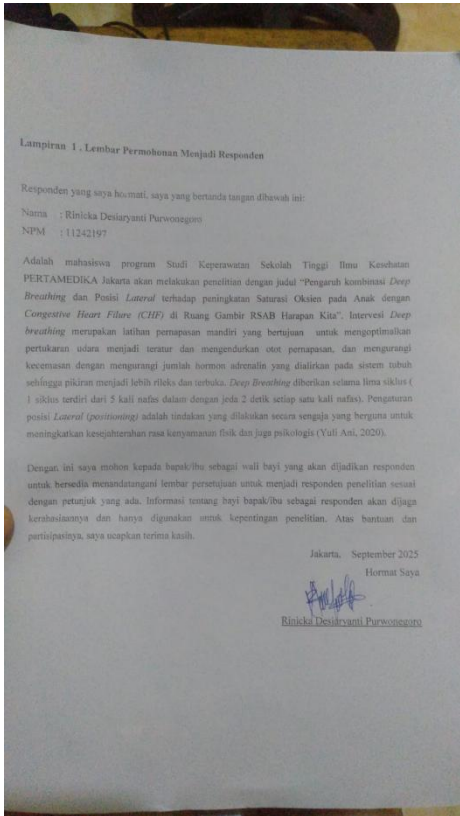 Lampiran 1 . Lembar Permohonan Menjadi Responden
Responden yang saya hormati, saya yang bertanda tangan dibawah ini:
Nama : Rinicka Desiaryanti Purwonegoro
NPM : 11242197
Adalah mahasiswa program Studi Keperawatan Sekolah Tinggi Ilmu Kesehatan
PERTAMEDIKA Jakarta akan melakukan penelitian dengan judul “Pengaruh kombinasi Deep
Breathing dan Posisi Lateral terhadap peningkatan Saturasi Oksien pada Anak dengan
Congestive Heart Filure (CHF) di Ruang Gambir RSAB Harapan Kita”. Intervesi Deep
breathing merupakan latihan pernapasan mandiri yang bertujuan untuk mengoptimalkan
pertukaran udara menjadi teratur dan mengendurkan otot pernapasan, dan mengurangi
kecemasan dengan mengurangi jumlah hormon adrenalin yang dialirkan pada sistem tubuh
sehingga pikiran menjadi lebih rileks dan terbuka. Deep Breathing diberikan selama lima siklus (
1 siklus terdiri dari 5 kali nafas dalam dengan jeda 2 detik setiap satu kali nafas). Pengaturan
posisi Lateral (positioning) adalah tindakan yang dilakukan secara sengaja yang berguna untuk
meningkatkan kesejahterahan rasa kenyamanan fisik dan juga psikologis (Yuli Ani, 2020).
Dengan ini saya mohon kepada bapak/ibu sebagai wali bayi yang akan dijadikan responden
untuk bersedia menandatangani lembar persetujuan untuk menjadi responden penelitian sesuai
dengan petunjuk yang ada. Informasi tentang bayi bapak/ibu sebagai responden akan dijaga
kerahasiaannya dan hanya digunakan untuk kepentingan penelitian. Atas bantuan dan
partisipasinya, saya ucapkan terima kasih.
Jakarta, September 2025
Hormat Saya
Rinicka Desiaryanti Purwonegoro